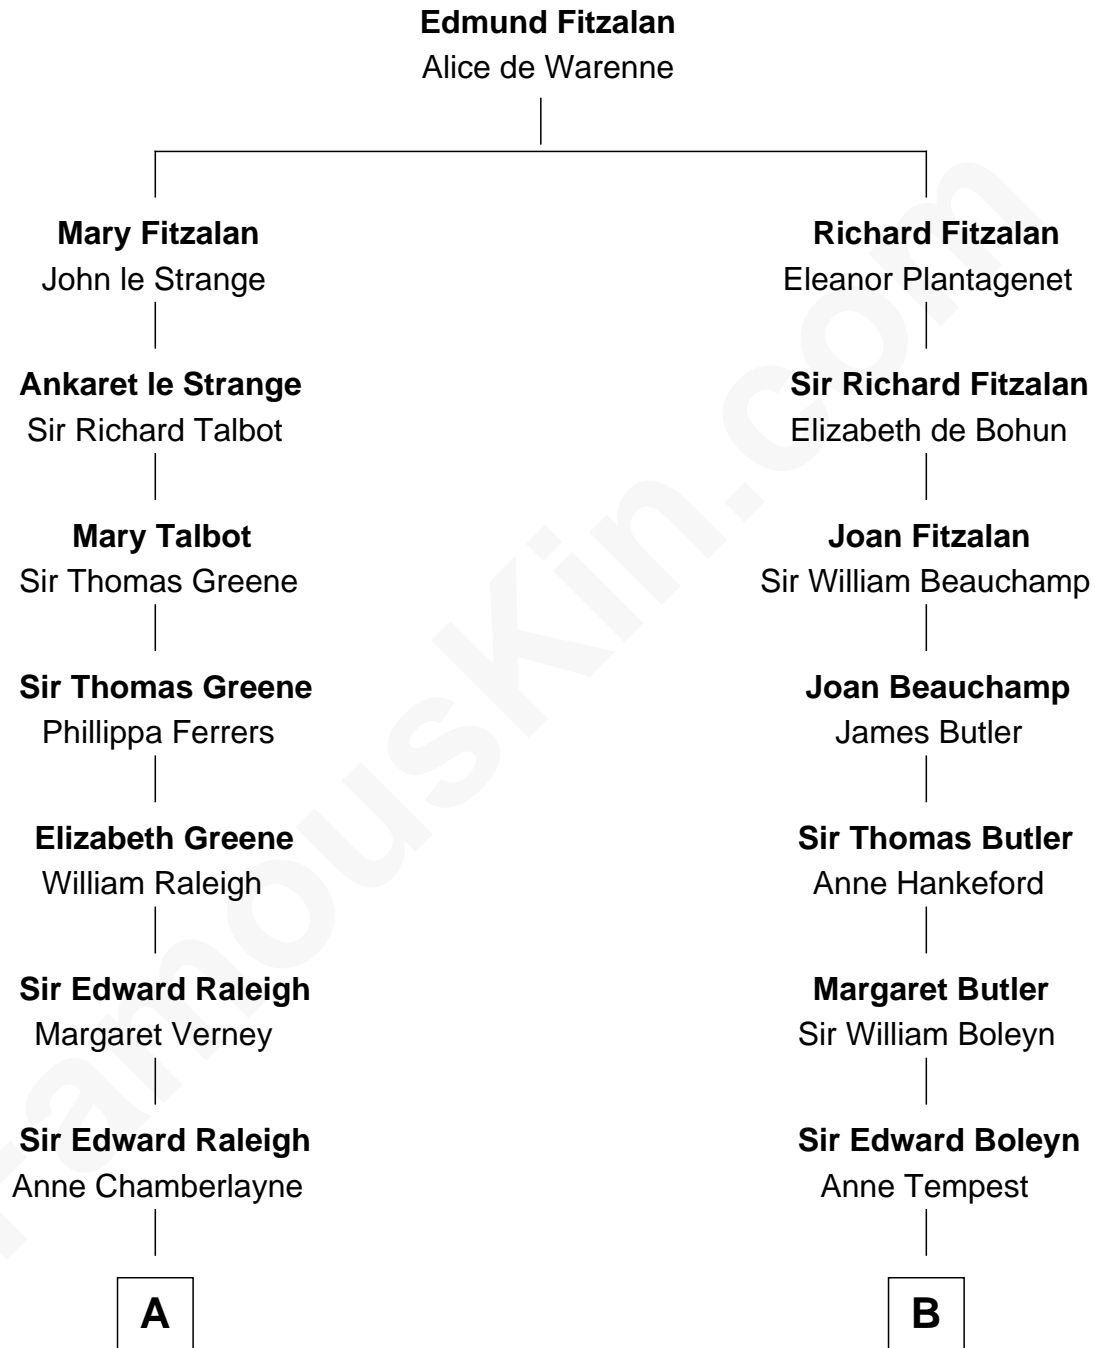 Edmund Fitzalan
Alice de Warenne
Mary Fitzalan
John le Strange
Richard Fitzalan
Eleanor Plantagenet
Ankaret le Strange
Sir Richard Talbot
Sir Richard Fitzalan
Elizabeth de Bohun
Mary Talbot
Sir Thomas Greene
Joan Fitzalan
Sir William Beauchamp
Sir Thomas Greene
Phillippa Ferrers
Joan Beauchamp
James Butler
Elizabeth Greene
William Raleigh
Sir Thomas Butler
Anne Hankeford
Sir Edward Raleigh
Margaret Verney
Margaret Butler
Sir William Boleyn
Sir Edward Raleigh
Anne Chamberlayne
Sir Edward Boleyn
Anne Tempest
A
B
FamousKin.com